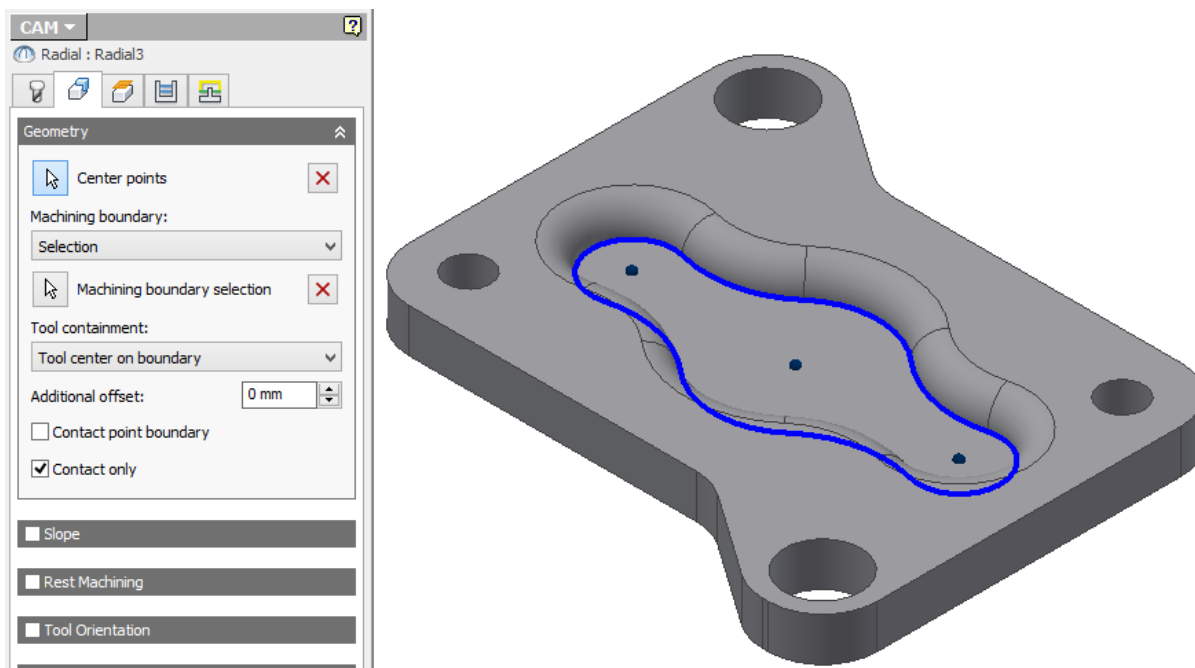 CAM
Radial : Radial3
Geometry
Center points
Machining boundary:
Selection
Machining boundary selection
Tool containment:
Tool center on boundary
Additional offset: 0 mm
Contact point boundary
Contact only
Slope
Rest Machining
Tool Orientation